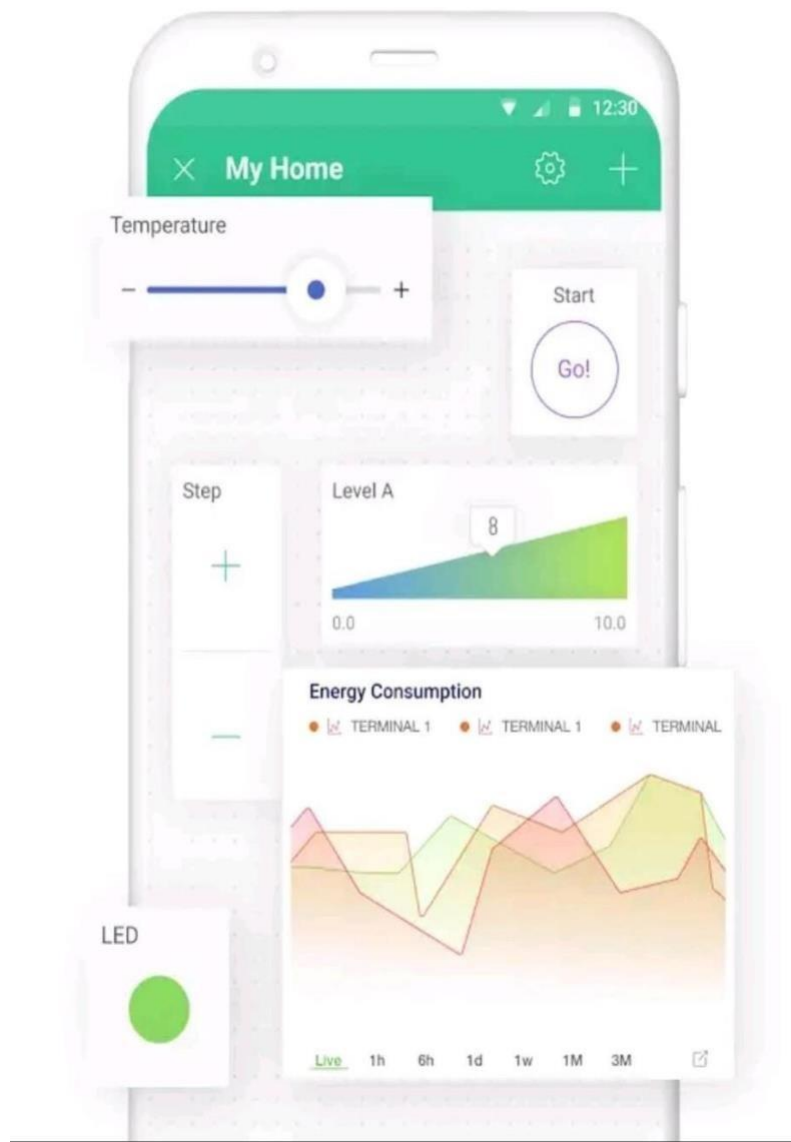 12:30
My Home
Temperature
− +
Start
Go!
Step
+
−
Level A
8
0.0 10.0
Energy Consumption
TERMINAL 1 TERMINAL 1 TERMINAL
LED
Live 1h 6h 1d 1w 1M 3M